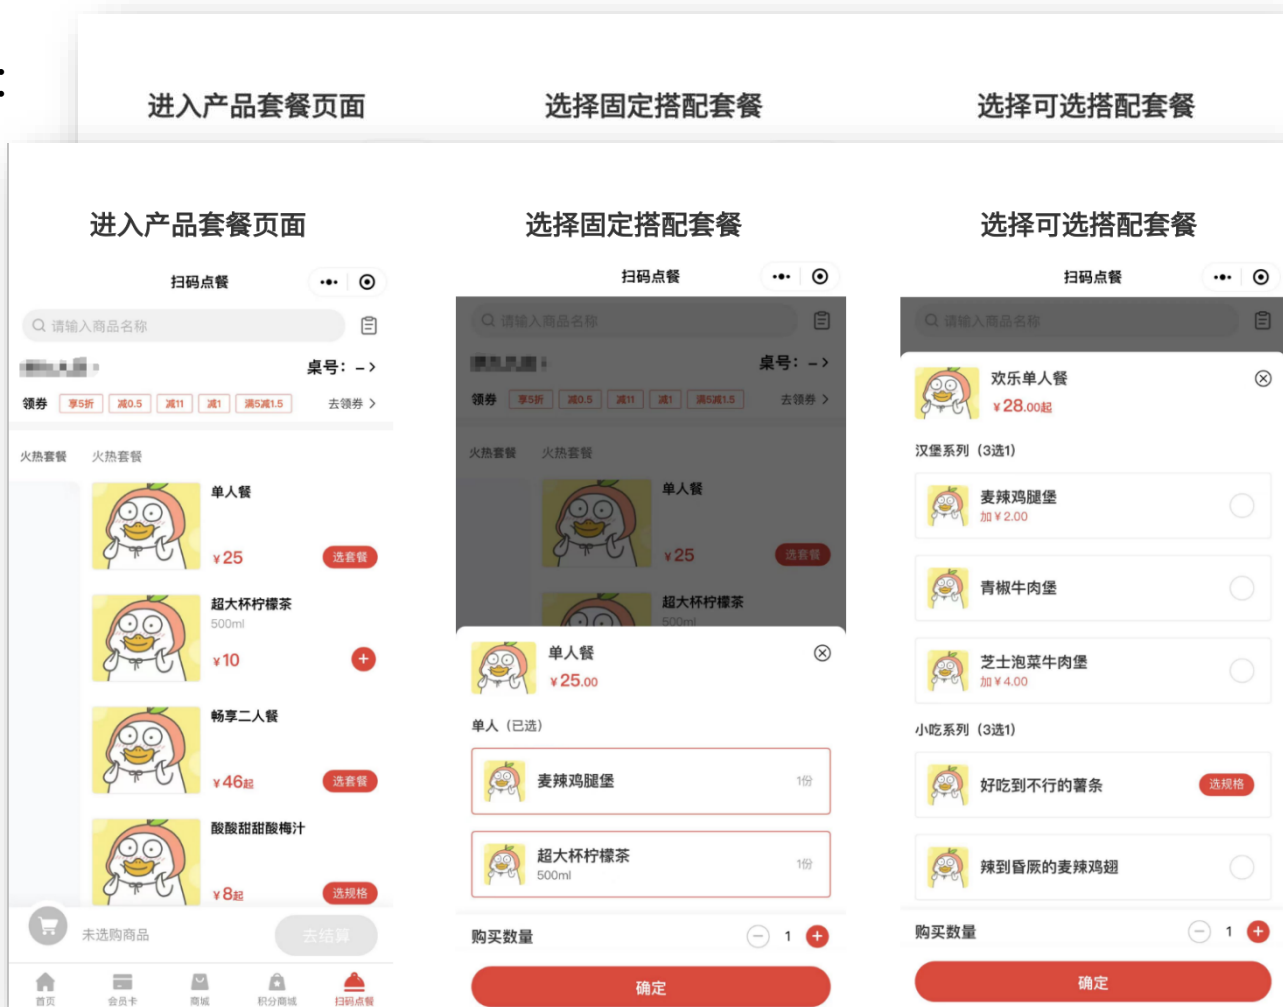 :
进入产品套餐页面
选择固定搭配套餐
选择可选搭配套餐
进入产品套餐页面
扫码点餐
请输入商品名称
桌号：– >
领券 享5折 减0.5 减11 减1 满5减1.5 去领券 >
火热套餐
火热套餐
单人餐
¥25
选套餐
超大杯柠檬茶
500ml
¥10
+
畅享二人餐
¥46起
选套餐
酸酸甜甜酸梅汁
¥8起
选规格
未选购商品
去结算
首页
会员卡
商城
积分商城
扫码点餐
选择固定搭配套餐
扫码点餐
请输入商品名称
桌号：– >
领券 享5折 减0.5 减11 减1 满5减1.5 去领券 >
火热套餐
火热套餐
单人餐
¥25
选套餐
超大杯柠檬茶
500ml
单人餐
¥25.00
单人（已选）
麦辣鸡腿堡
1份
超大杯柠檬茶
500ml
1份
购买数量
1
确定
选择可选搭配套餐
扫码点餐
请输入商品名称
欢乐单人餐
¥28.00起
汉堡系列（3选1）
麦辣鸡腿堡
加¥2.00
青椒牛肉堡
芝士泡菜牛肉堡
加¥4.00
小吃系列（3选1）
好吃到不行的薯条
选规格
辣到昏厥的麦辣鸡翅
购买数量
1
确定